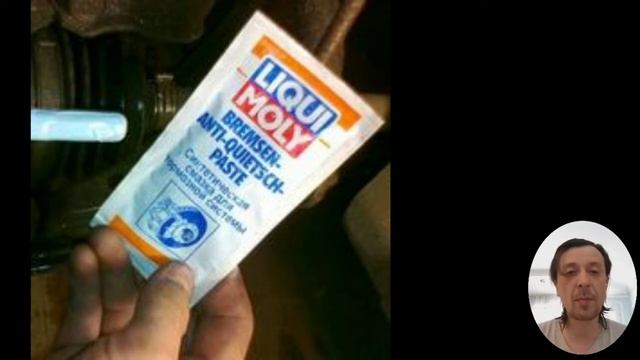 LIQUI
MOLY
BREMSEN-
ANTI-QUIETSCH-
PASTE
Синтетическая
смазка для
тормозной системы